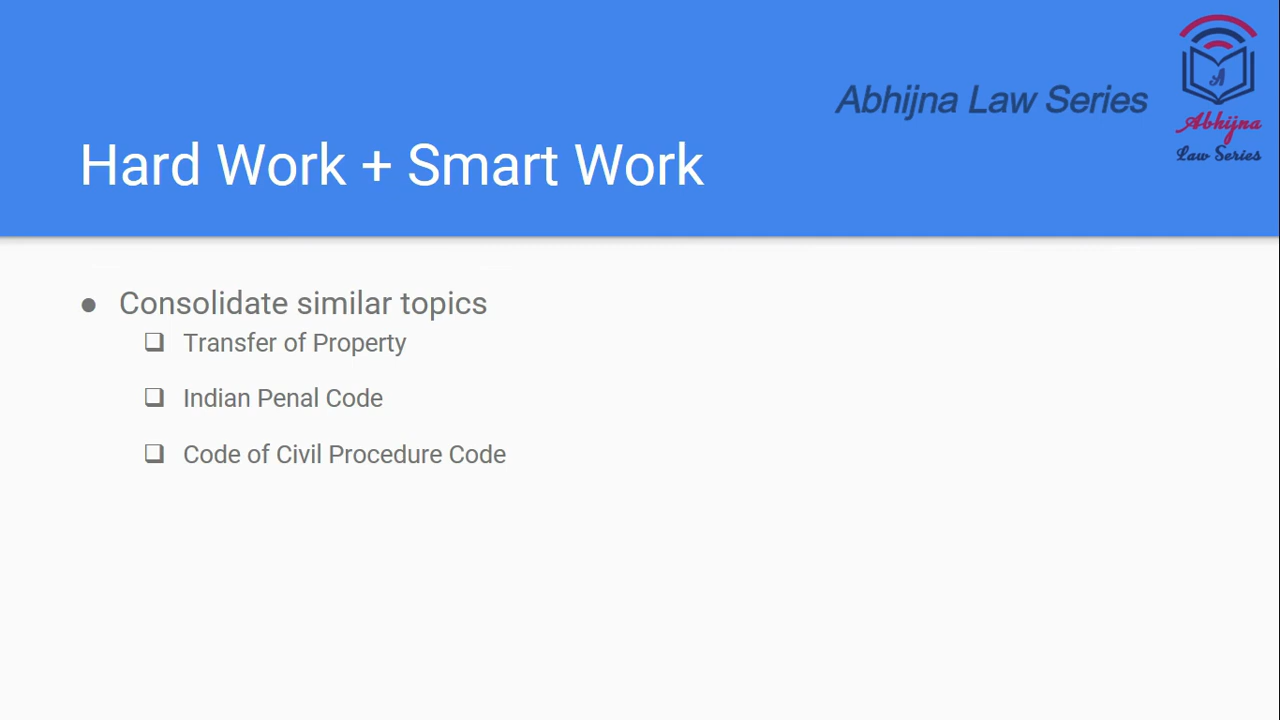 Abhijna Law Series
A
Abhijna
Law Series
Hard Work + Smart Work
● Consolidate similar topics
❑ Transfer of Property
❑ Indian Penal Code
❑ Code of Civil Procedure Code